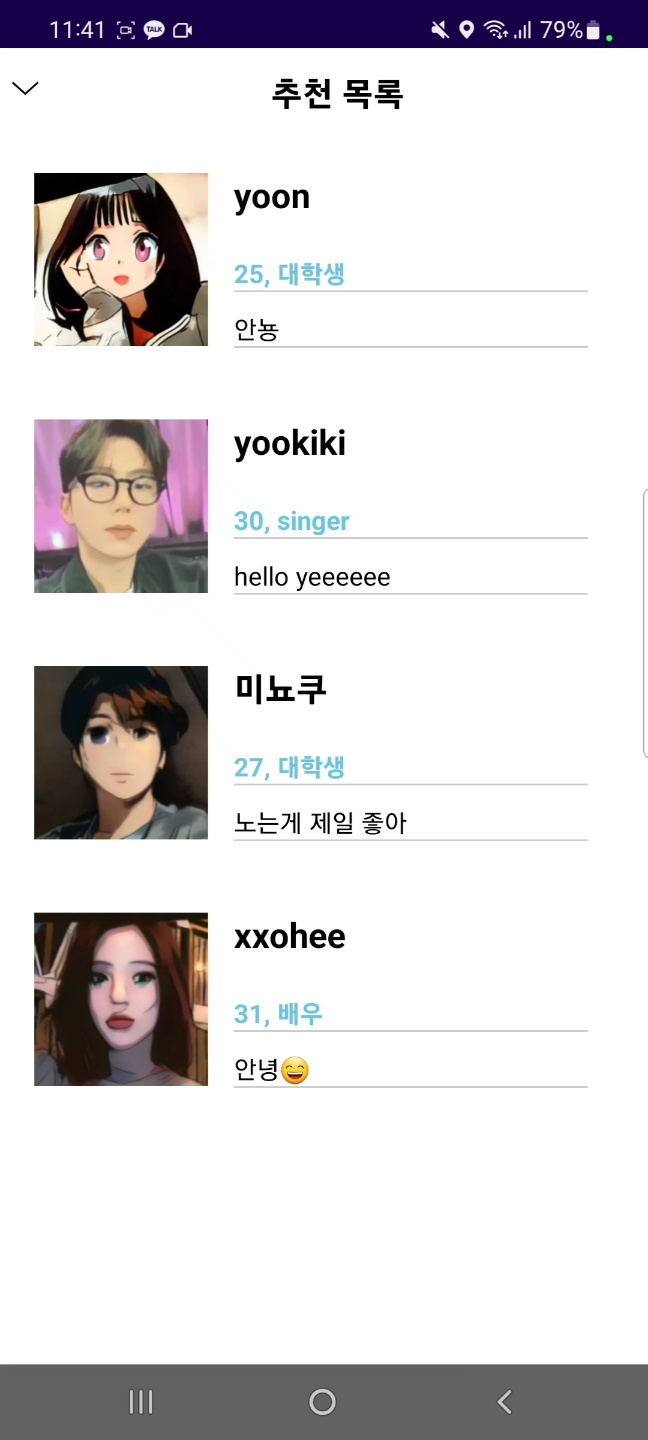 11:41 TALK 79%
추천 목록
yoon
25, 대학생
안뇽
yookiki
30, singer
hello yeeeeee
미뇨쿠
27, 대학생
노는게 제일 좋아
xxohee
31, 배우
안녕😄